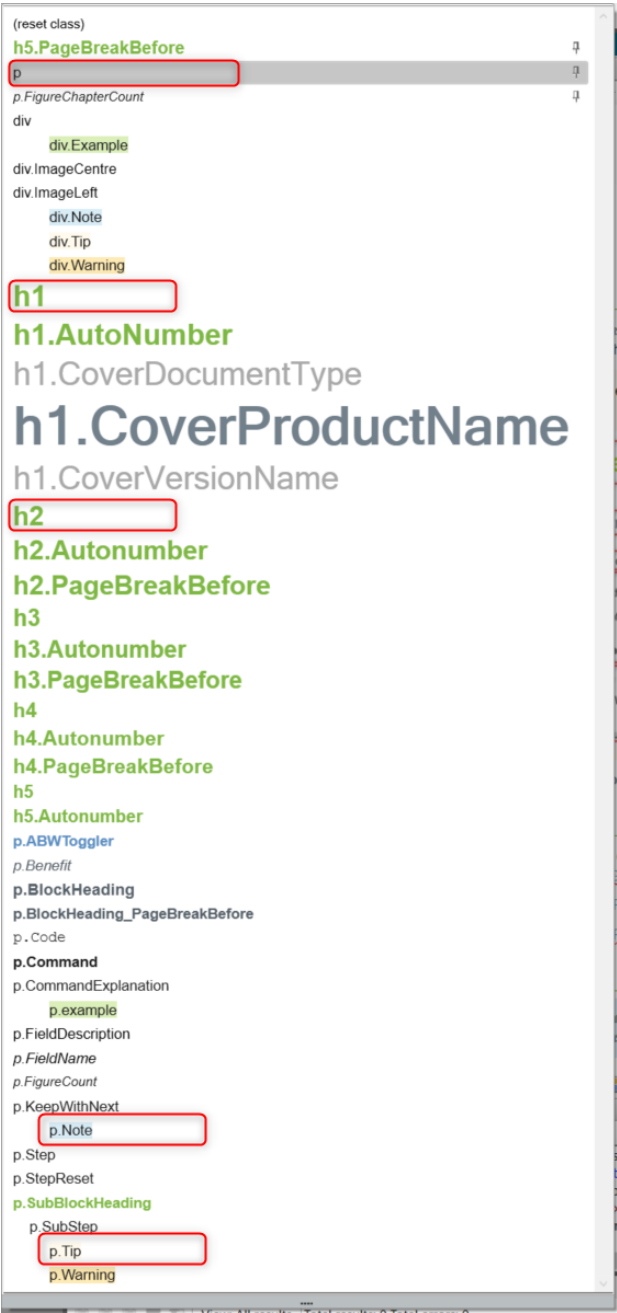 (reset class)
h5.PageBreakBefore
p
p.FigureChapterCount
div
div.Example
div.ImageCentre
div.ImageLeft
div.Note
div.Tip
div.Warning
h1
h1.AutoNumber
h1.CoverDocumentType
h1.CoverProductName
h1.CoverVersionName
h2
h2.Autonumber
h2.PageBreakBefore
h3
h3.Autonumber
h3.PageBreakBefore
h4
h4.Autonumber
h4.PageBreakBefore
h5
h5.Autonumber
p.ABWToggler
p.Benefit
p.BlockHeading
p.BlockHeading_PageBreakBefore
p.Code
p.Command
p.CommandExplanation
p.example
p.FieldDescription
p.FieldName
p.FigureCount
p.KeepWithNext
p.Note
p.Step
p.StepReset
p.SubBlockHeading
p.SubStep
p.Tip
p.Warning